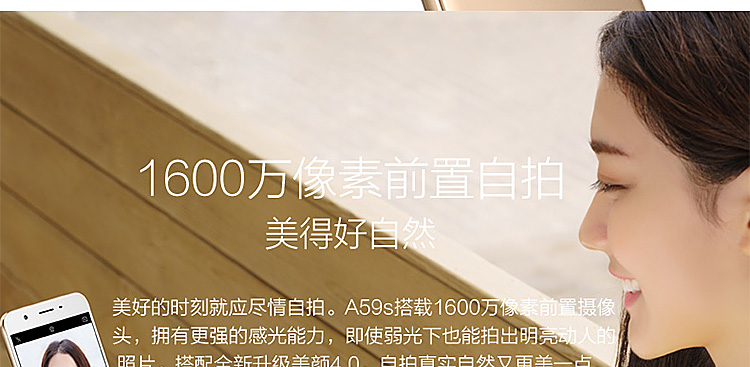 1600万像素前置自拍
美得好自然
美好的时刻就应尽情自拍。A59s搭载1600万像素前置摄像
头，拥有更强的感光能力，即使弱光下也能拍出明亮动人的
照片。搭配全新升级美颜4.0，自拍真实自然又更美一点。